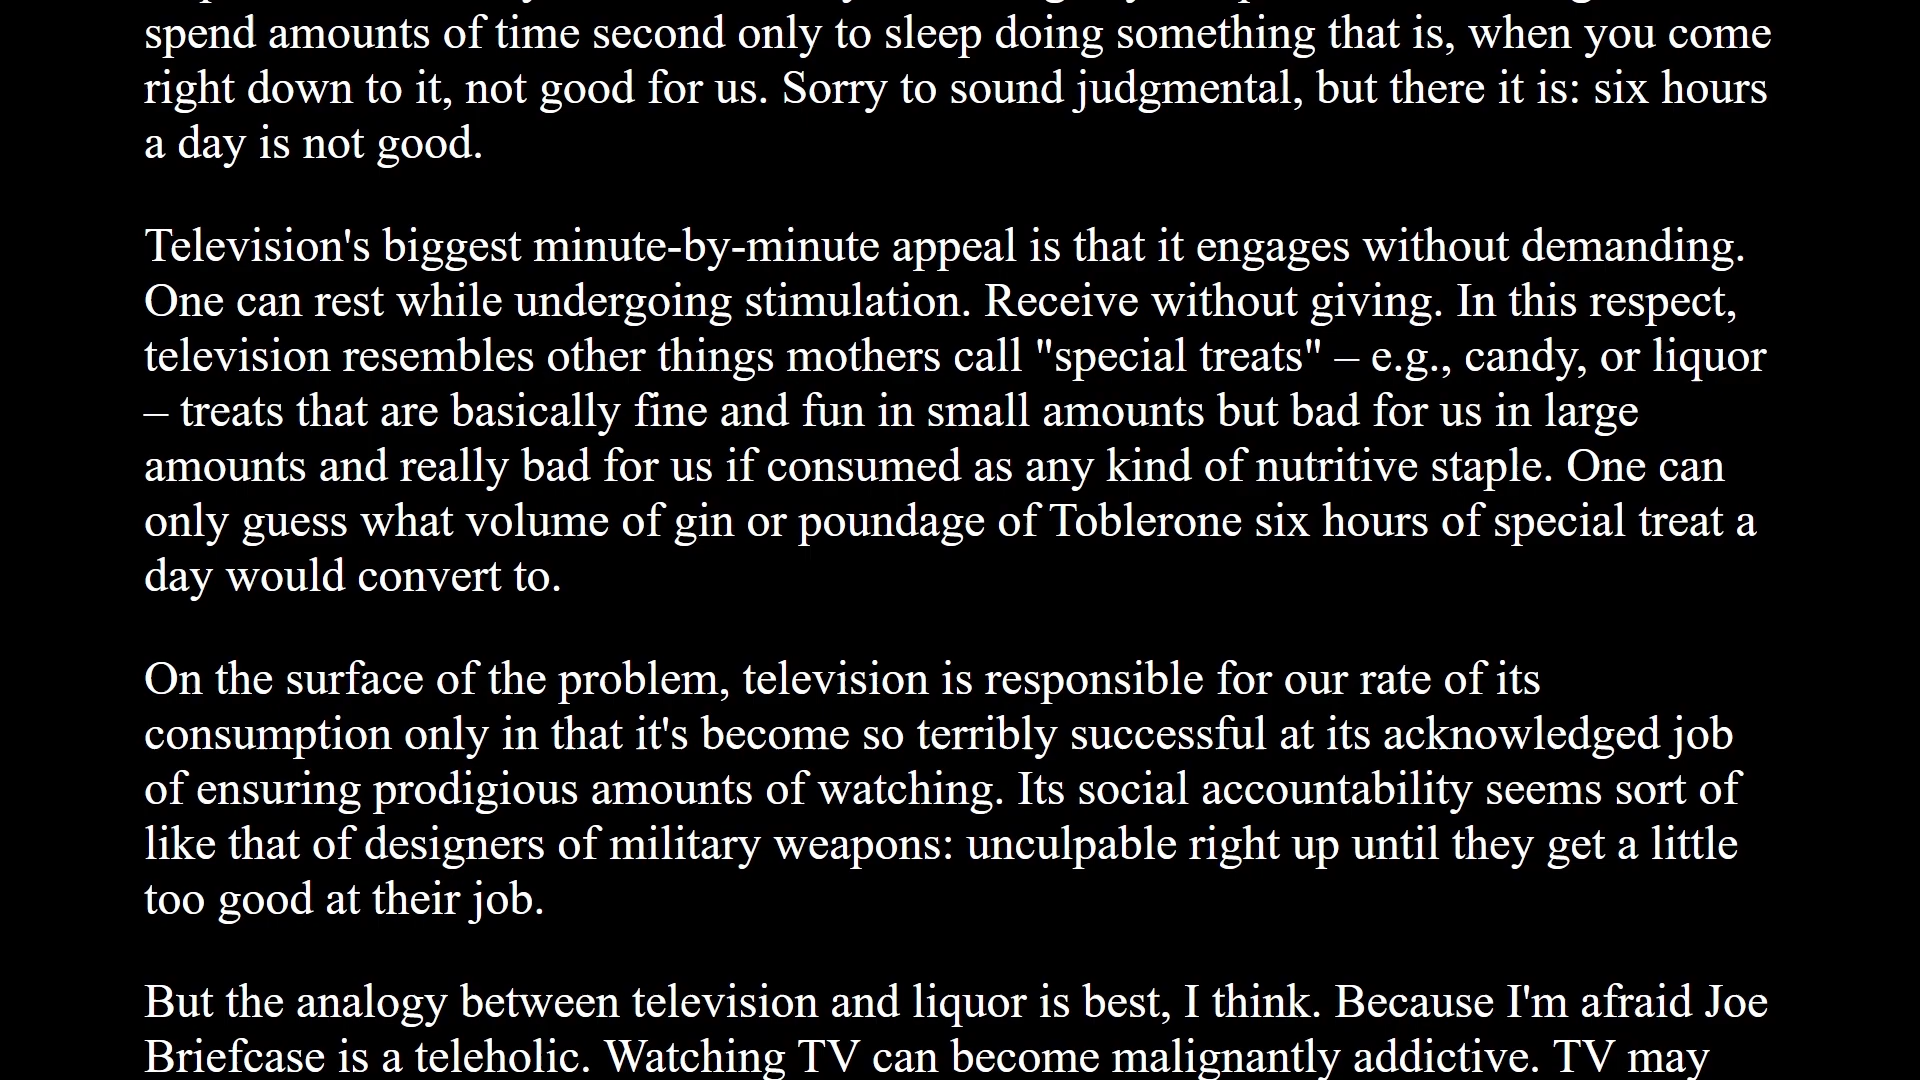 spend amounts of time second only to sleep doing something that is, when you come
right down to it, not good for us. Sorry to sound judgmental, but there it is: six hours
a day is not good.
Television's biggest minute-by-minute appeal is that it engages without demanding.
One can rest while undergoing stimulation. Receive without giving. In this respect,
television resembles other things mothers call "special treats" – e.g., candy, or liquor
– treats that are basically fine and fun in small amounts but bad for us in large
amounts and really bad for us if consumed as any kind of nutritive staple. One can
only guess what volume of gin or poundage of Toblerone six hours of special treat a
day would convert to.
On the surface of the problem, television is responsible for our rate of its
consumption only in that it's become so terribly successful at its acknowledged job
of ensuring prodigious amounts of watching. Its social accountability seems sort of
like that of designers of military weapons: unculpable right up until they get a little
too good at their job.
But the analogy between television and liquor is best, I think. Because I'm afraid Joe
Briefcase is a teleholic. Watching TV can become malignantly addictive. TV may